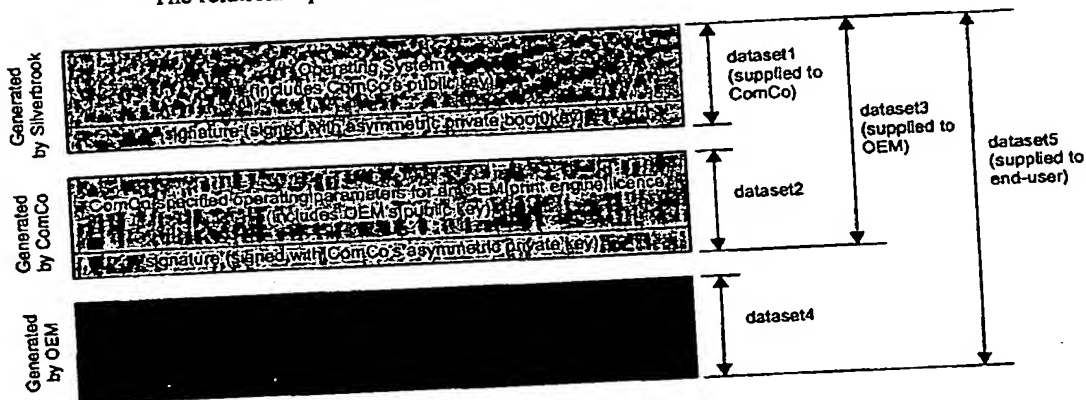 The relationship
Generated
by Silverbrook
Operating System
(includes ComCo's public key)
signature (signed with asymmetric private boot0key)
dataset1
(supplied to
ComCo)
dataset3
(supplied to
OEM)
dataset5
(supplied to
end-user)
Generated
by ComCo
ComCo specified operating parameters for an OEM print engine licence
(includes OEM's public key)
signature (signed with ComCo's asymmetric private key)
dataset2
Generated
by OEM
dataset4